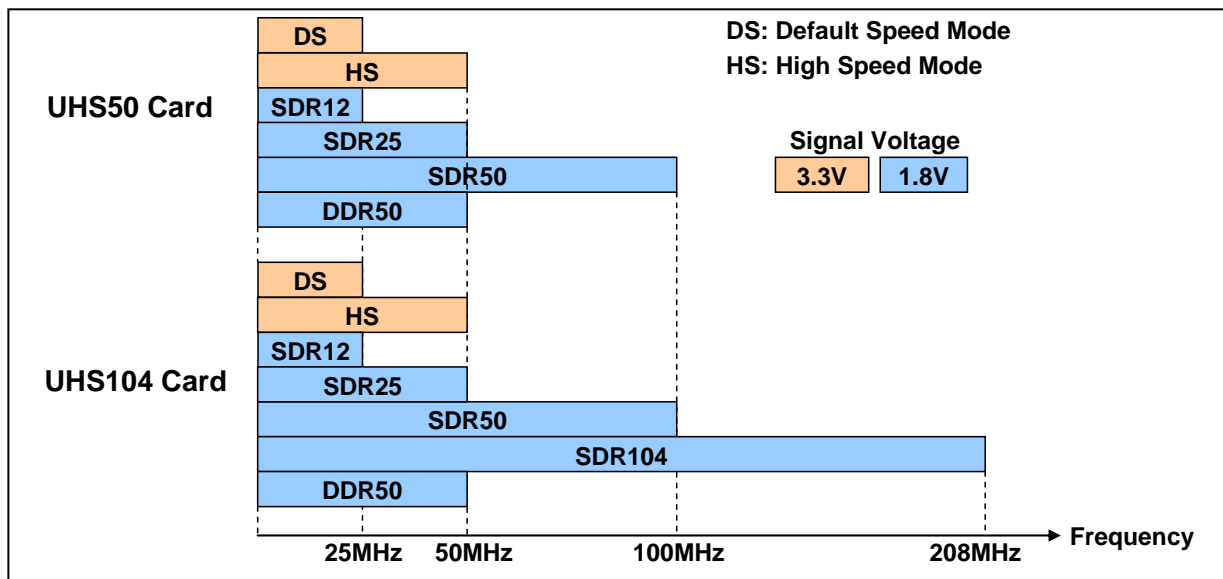 DS
HS
UHS50 Card
SDR12
SDR25
SDR50
DDR50
DS: Default Speed Mode
HS: High Speed Mode
Signal Voltage
3.3V 1.8V
DS
HS
SDR12
UHS104 Card
SDR25
SDR50
SDR104
DDR50
25MHz 50MHz 100MHz 208MHz
Frequency